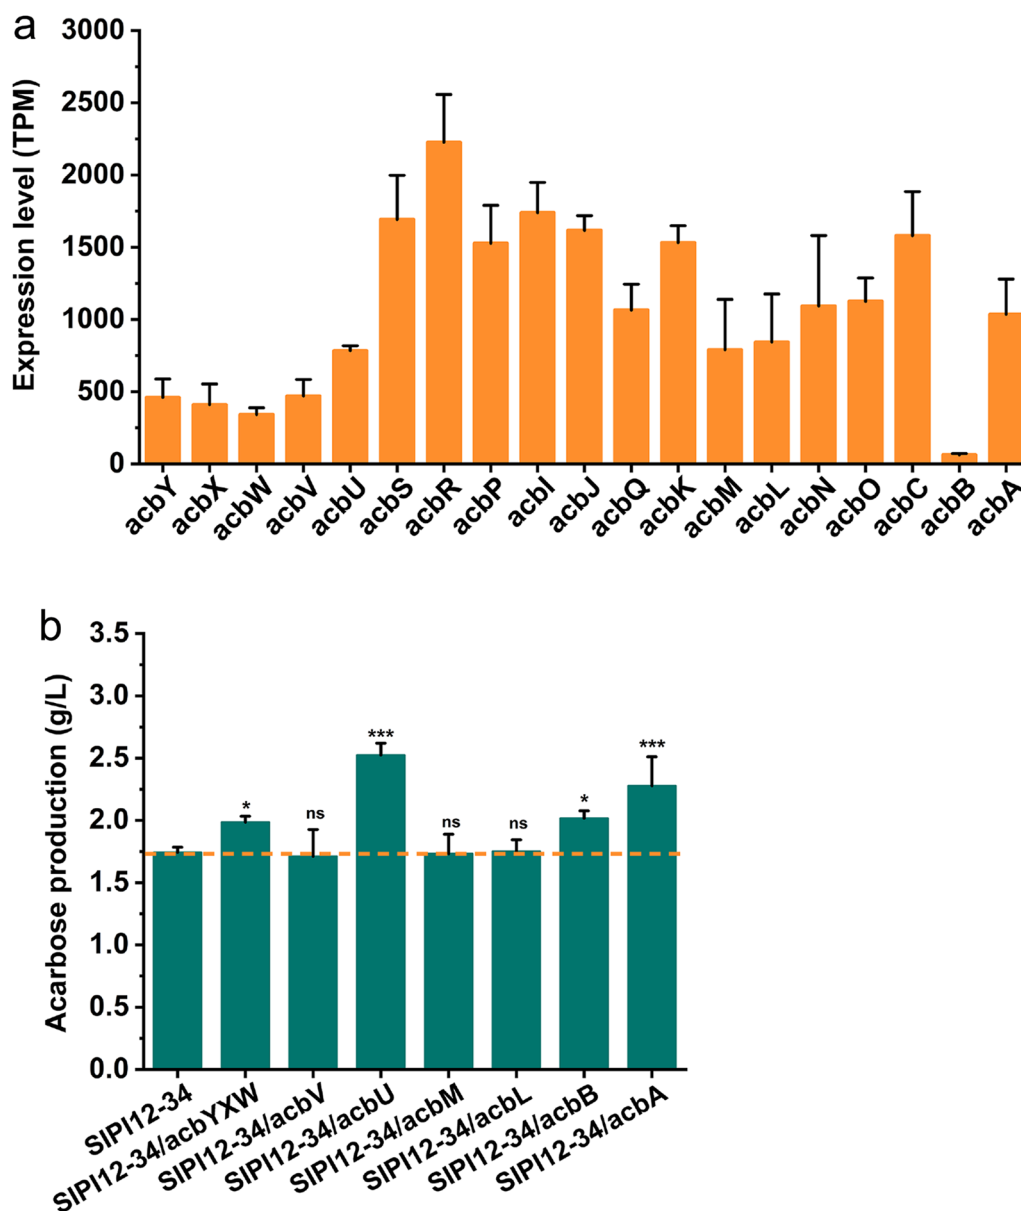 a
Expression level (TPM)
3000
2500
2000
1500
1000
500
0
acbY
acbX
acbW
acbV
acbU
acbS
acbR
acbP
acbI
acbJ
acbQ
acbK
acbM
acbL
acbN
acbO
acbC
acbB
acbA
b
Acarbose production (g/L)
3.5
3.0
2.5
2.0
1.5
1.0
0.5
0.0
*
ns
***
ns
ns
*
***
SIPI12-34
SIPI12-34/acbYXW
SIPI12-34/acbV
SIPI12-34/acbU
SIPI12-34/acbM
SIPI12-34/acbL
SIPI12-34/acbB
SIPI12-34/acbA